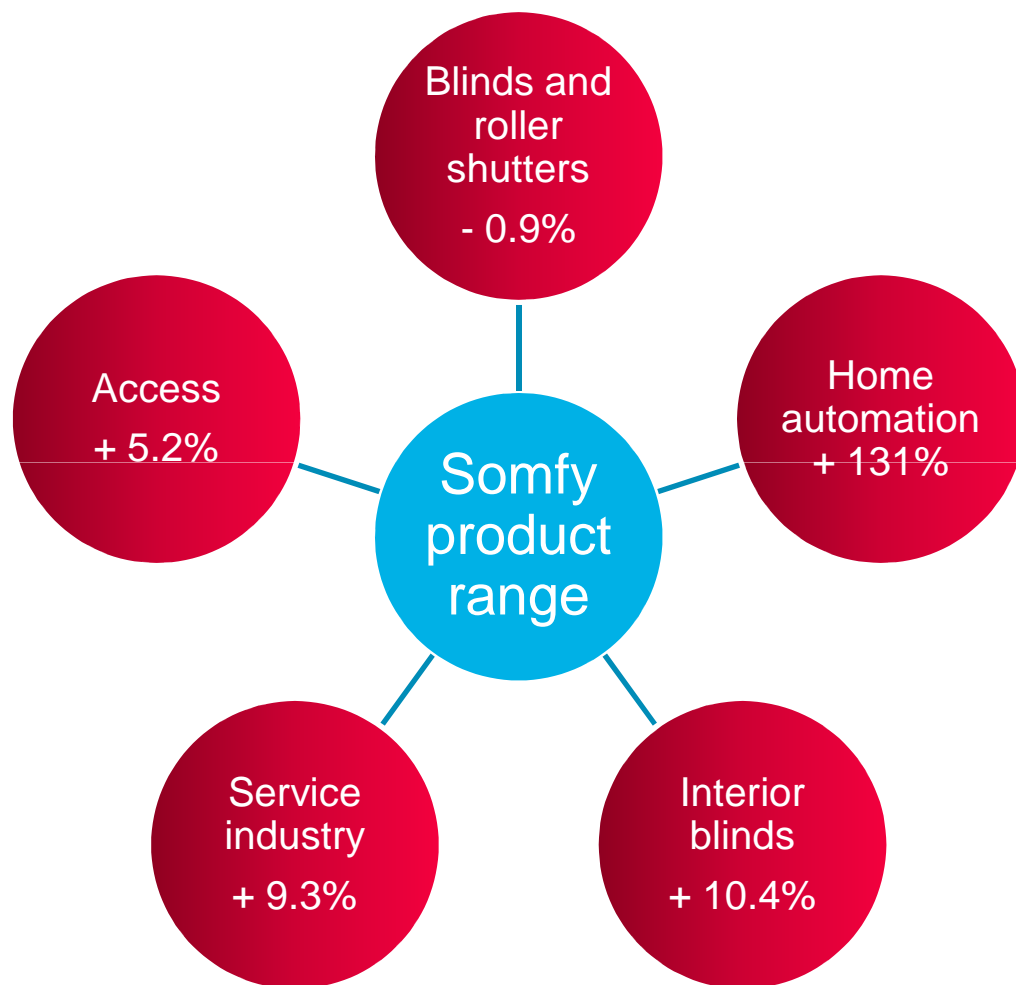 Blinds and
roller
shutters
- 0.9%
Access
+ 5.2%
Home
automation
+ 131%
Somfy
product
range
Service
industry
+ 9.3%
Interior
blinds
+ 10.4%